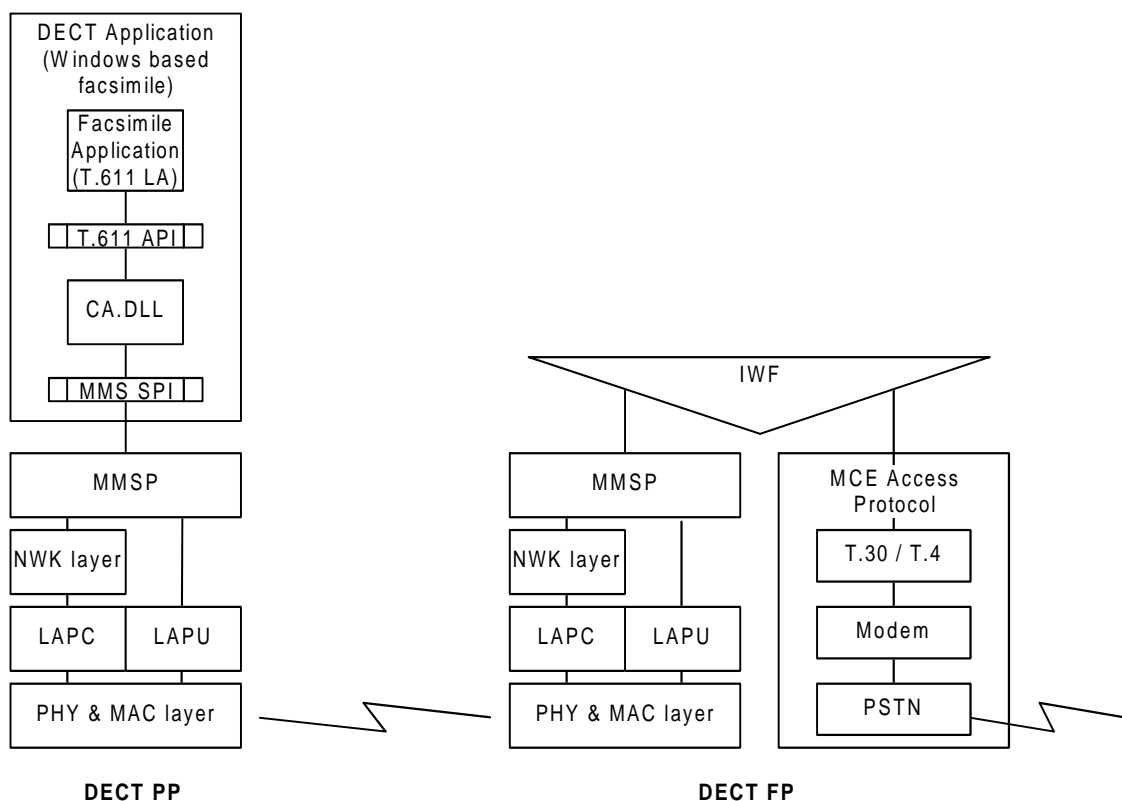 DECT Application
(Windows based
facsimile)
Facsimile
Application
(T.611 LA)
T.611 API
CA.DLL
MMS SPI
MMSP
NWK layer
LAPC
LAPU
PHY & MAC layer
DECT PP
IWF
MMSP
NWK layer
LAPC
LAPU
PHY & MAC layer
MCE Access
Protocol
T.30 / T.4
Modem
PSTN
DECT FP